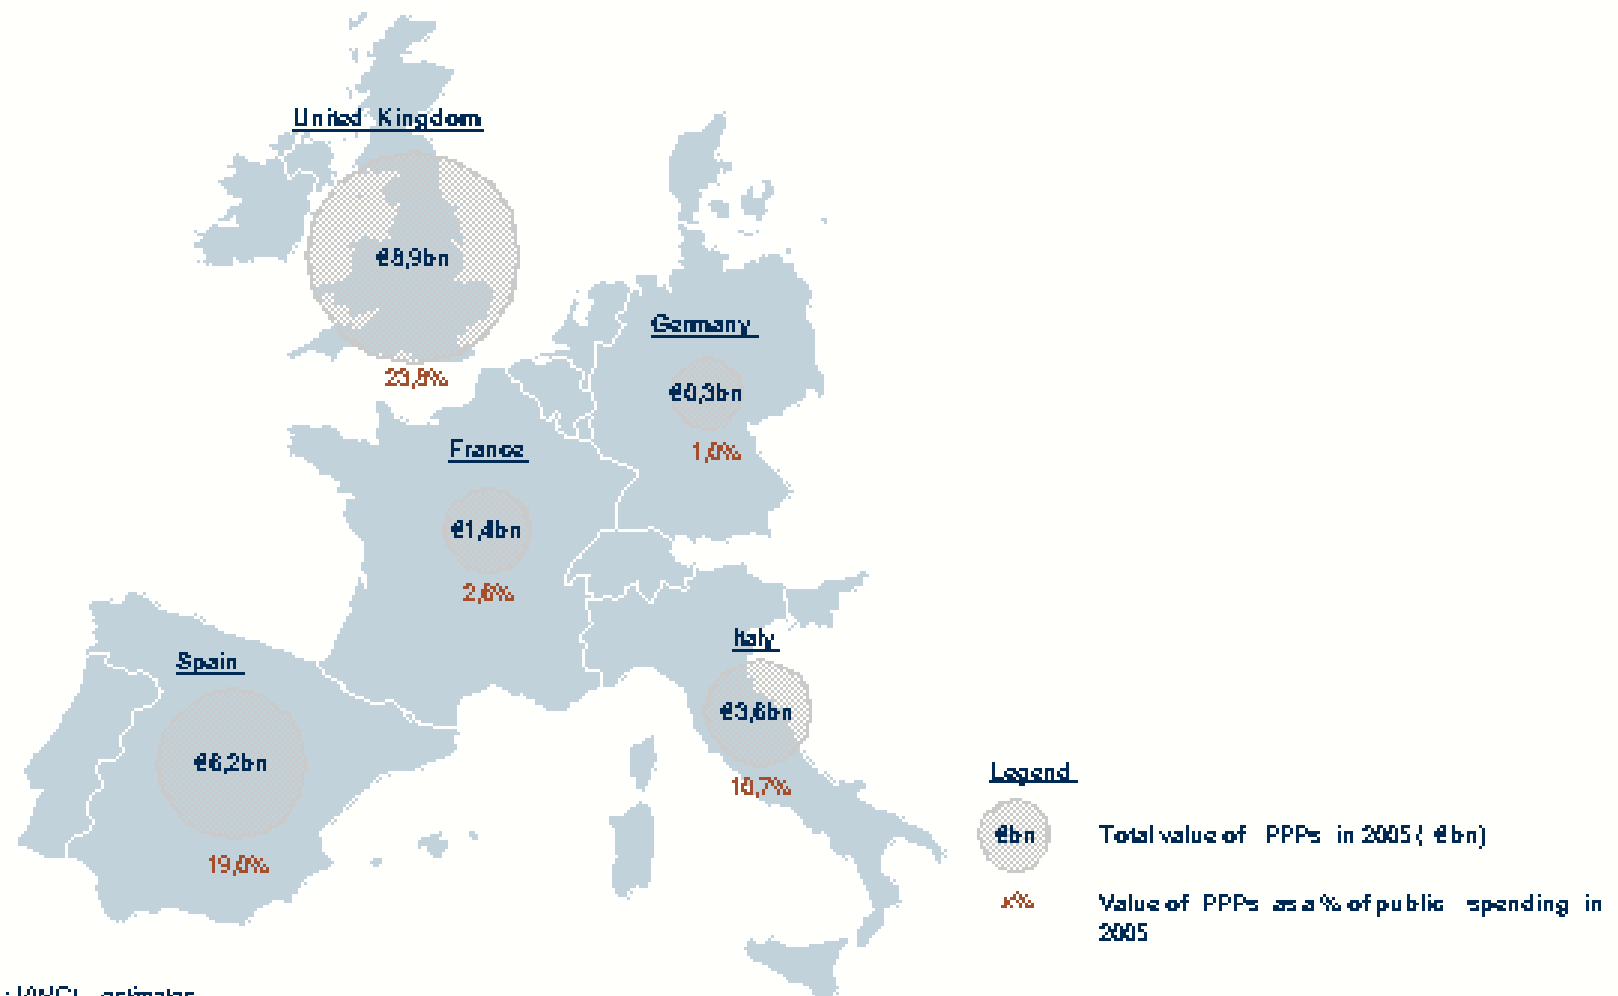 United Kingdom
€8,9bn
23,8%
Germany
€0,3bn
1,0%
France
€1,4bn
2,6%
Italy
€3,6bn
10,7%
Spain
€6,2bn
19,0%
Legend
€bn
Total value of PPPs in 2005 ( €bn)
x%
Value of PPPs as a % of public spending in
2005
estimates